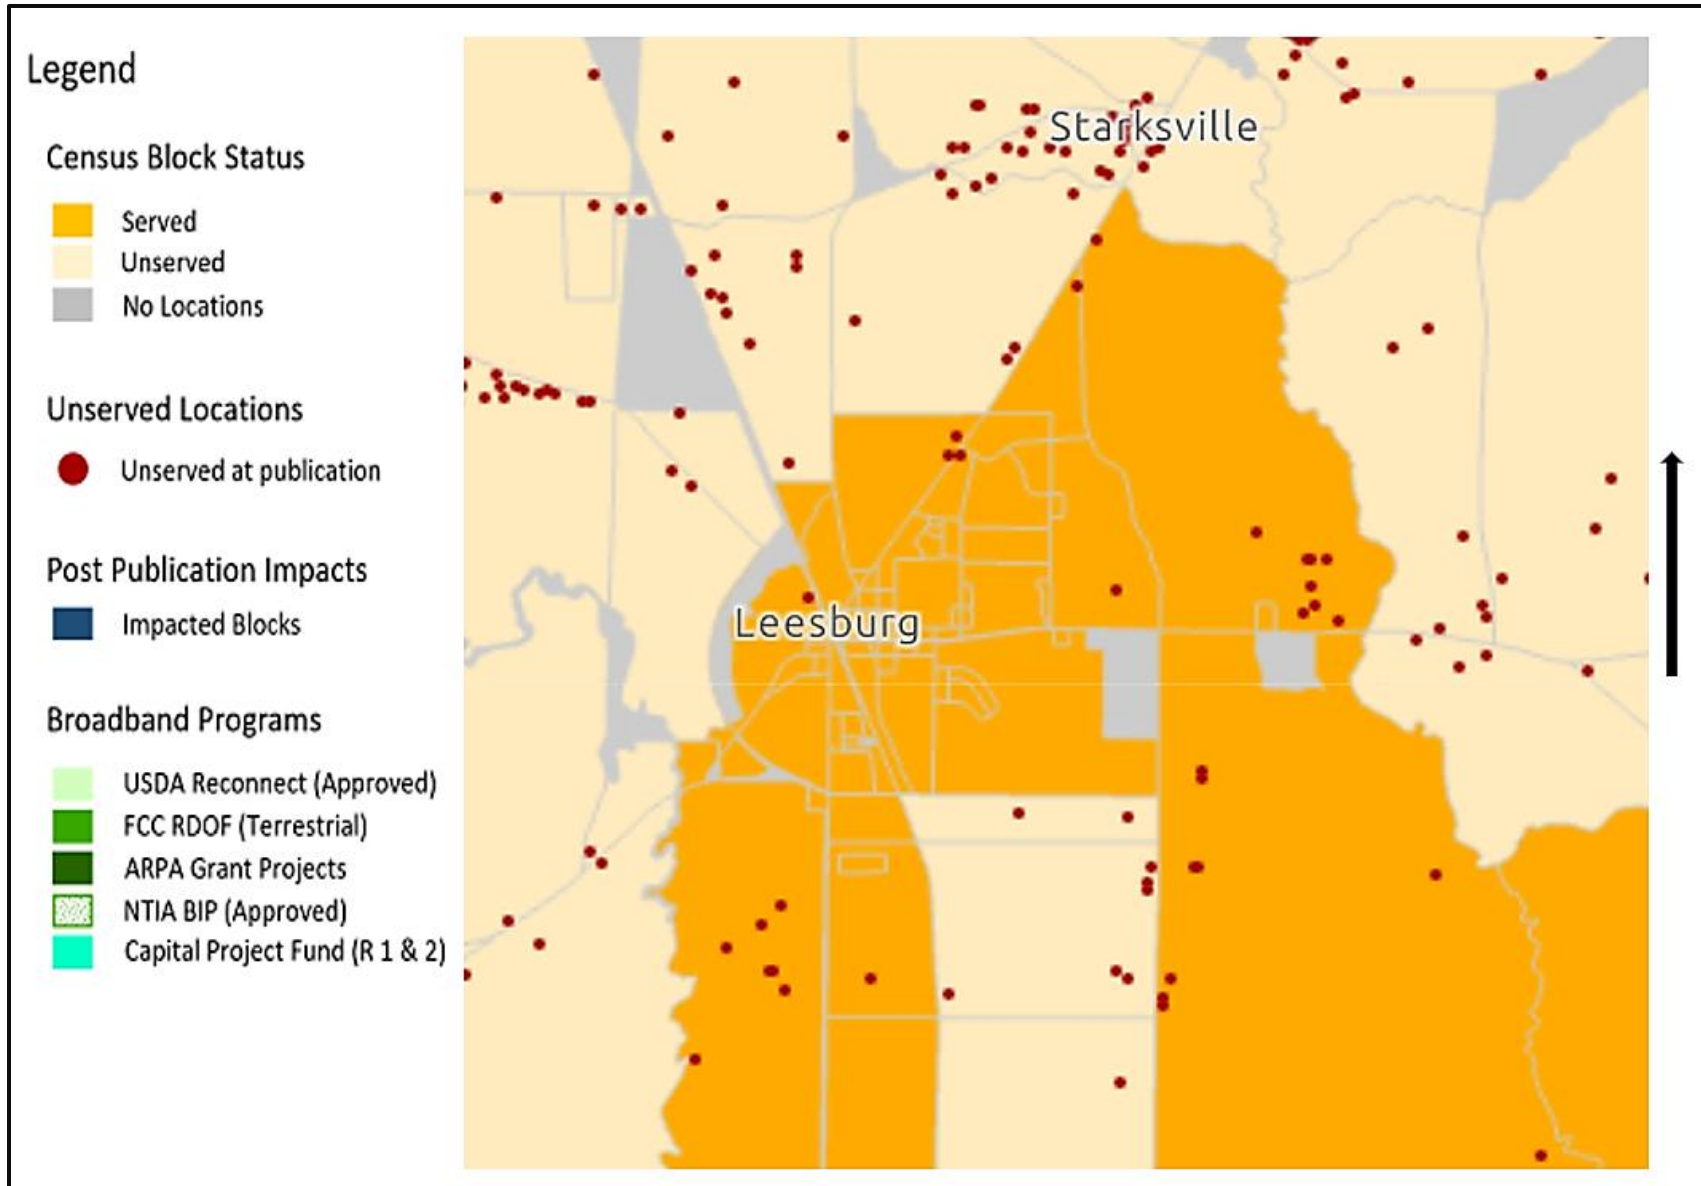 Legend
Census Block Status
Served
Unserved
No Locations
Unserved Locations
Unserved at publication
Post Publication Impacts
Impacted Blocks
Broadband Programs
USDA Reconnect (Approved)
FCC RDOF (Terrestrial)
ARPA Grant Projects
NTIA BIP (Approved)
Capital Project Fund (R 1 & 2)
Starksville
Leesburg